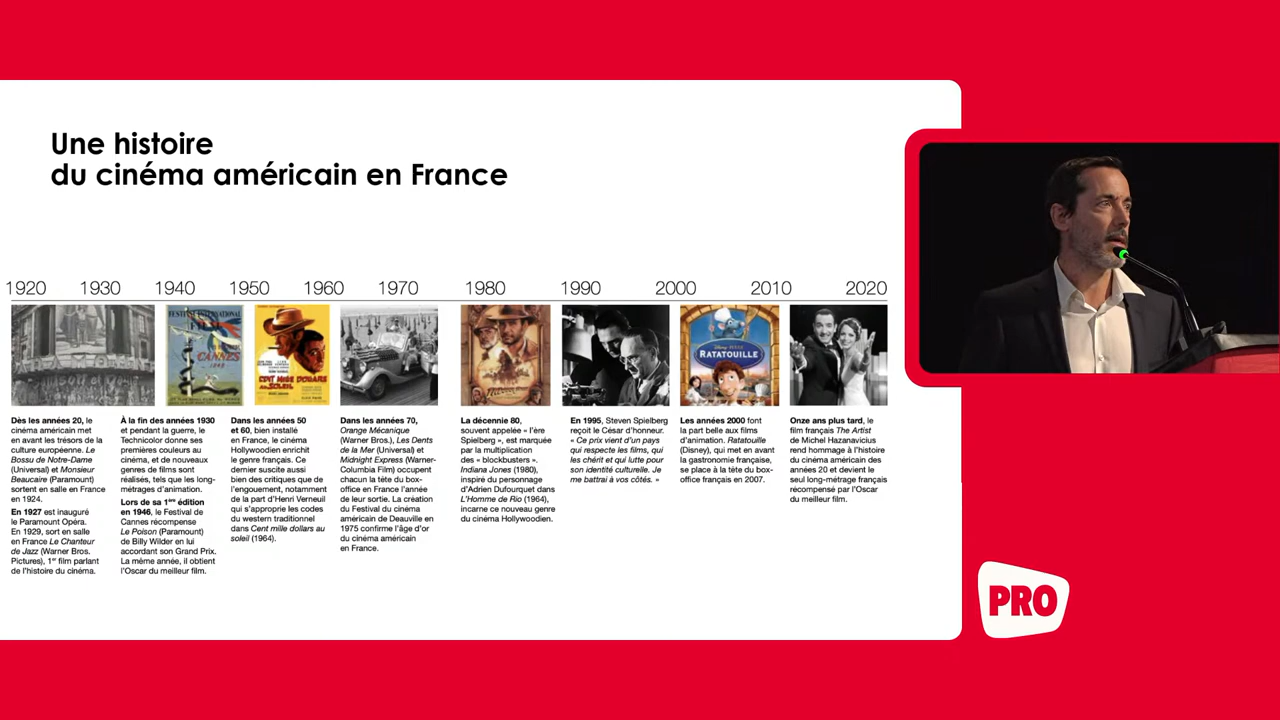 Une histoire
du cinéma américain en France
1920 1930 1940 1950 1960 1970 1980 1990 2000 2010 2020
FESTIVAL INTERNATIONAL
FILM
CANNES
CENT MILLE DOLLARS
AU SOLEIL
DISNEY · PIXAR
RATATOUILLE
Dès les années 20, le
cinéma américain met
en avant les trésors de la
culture européenne. Le
Bossu de Notre-Dame
(Universal) et Monsieur
Beaucaire (Paramount)
sortent en salle en France
en 1924.
En 1927 est inauguré
le Paramount Opéra.
En 1929, sort en salle
en France Le Chanteur
de Jazz (Warner Bros.
Pictures), 1er film parlant
de l'histoire du cinéma.
À la fin des années 1930
et pendant la guerre, le
Technicolor donne ses
premières couleurs au
cinéma, et de nouveaux
genres de films sont
réalisés, tels que les long-
métrages d'animation.
Lors de sa 1ère édition
en 1946, le Festival de
Cannes récompense
Le Poison (Paramount)
de Billy Wilder en lui
accordant son Grand Prix.
La même année, il obtient
l'Oscar du meilleur film.
Dans les années 50
et 60, bien installé
en France, le cinéma
Hollywoodien enrichit
le genre français. Ce
dernier suscite aussi
bien des critiques que de
l'engouement, notamment
de la part d'Henri Verneuil
qui s'approprie les codes
du western traditionnel
dans Cent mille dollars au
soleil (1964).
Dans les années 70,
Orange Mécanique
(Warner Bros.), Les Dents
de la Mer (Universal) et
Midnight Express (Warner-
Columbia Film) occupent
chacun la tête du box-
office en France l'année
de leur sortie. La création
du Festival du cinéma
américain de Deauville en
1975 confirme l'âge d'or
du cinéma américain
en France.
La décennie 80,
souvent appelée « l'ère
Spielberg », est marquée
par la multiplication
des « blockbusters ».
Indiana Jones (1980),
inspiré du personnage
d'Adrien Dufourquet dans
L'Homme de Rio (1964),
incarne ce nouveau genre
du cinéma Hollywoodien.
En 1995, Steven Spielberg
reçoit le César d'honneur.
« Ce prix vient d'un pays
qui respecte les films, qui
les chérit et qui lutte pour
son identité culturelle. Je
me battrai à vos côtés. »
Les années 2000 font
la part belle aux films
d'animation. Ratatouille
(Disney), qui met en avant
la gastronomie française,
se place à la tête du box-
office français en 2007.
Onze ans plus tard, le
film français The Artist
de Michel Hazanavicius
rend hommage à l'histoire
du cinéma américain des
années 20 et devient le
seul long-métrage français
récompensé par l'Oscar
du meilleur film.
PRO